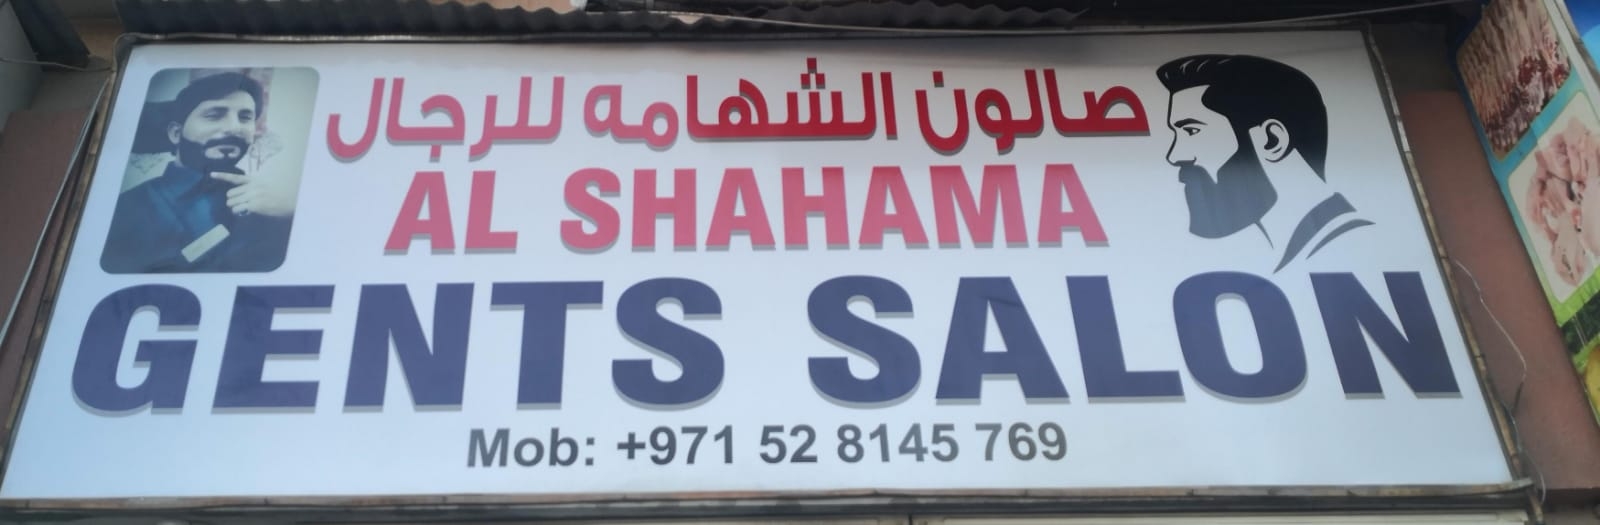 صالون الشهامه للرجال
AL SHAHAMA
GENTS SALON
Mob: +971 52 8145 769